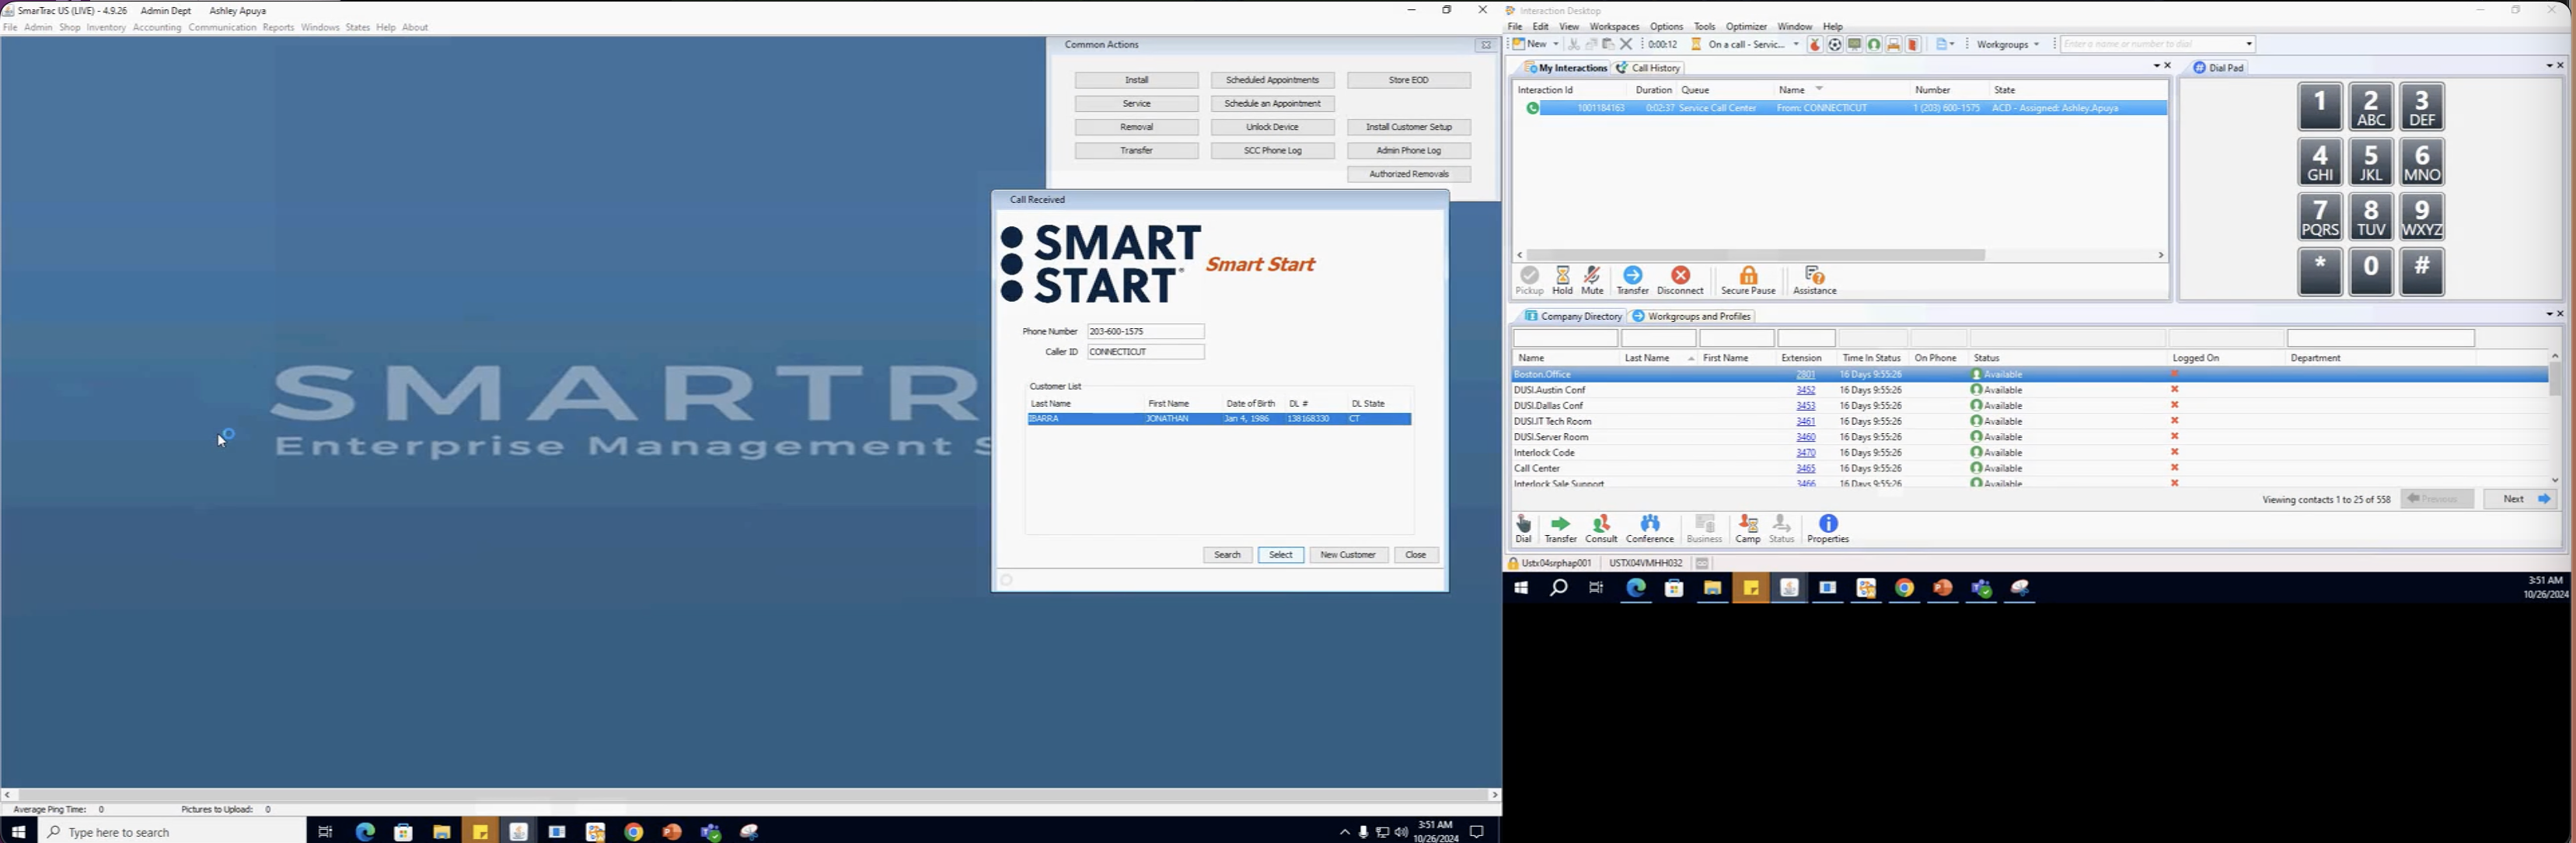 SmarTrac US (LIVE) - 4.9.26 Admin Dept Ashley Apuya
File Admin Shop Inventory Accounting Communication Reports Windows States Help About
Common Actions
Install Scheduled Appointments Store EOD
Service Schedule an Appointment
Removal Unlock Device Install Customer Setup
Transfer SCC Phone Log Admin Phone Log
Authorized Removals
Call Received
SMART
START
Smart Start
Phone Number 203-600-1575
Caller ID CONNECTICUT
Customer List
Last Name First Name Date of Birth DL # DL State
IBARRA JONATHAN Jan 4, 1986 138168330 CT
Search Select New Customer Close
SMARTR
Enterprise Management S
Average Ping Time: 0 Pictures to Upload: 0
Type here to search
3:51 AM
10/26/2024
Interaction Desktop
File Edit View Workspaces Options Tools Optimizer Window Help
New 0:00:12 On a call - Servic... Workgroups Enter a name or number to dial
My Interactions Call History
Interaction Id Duration Queue Name Number State
1001184163 0:02:37 Service Call Center From: CONNECTICUT 1 (203) 600-1575 ACD - Assigned: Ashley.Apuya
Pickup Hold Mute Transfer Disconnect Secure Pause Assistance
Dial Pad
1 2 3
ABC DEF
4 5 6
GHI JKL MNO
7 8 9
PQRS TUV WXYZ
* 0 #
Company Directory Workgroups and Profiles
Name Last Name First Name Extension Time In Status On Phone Status Logged On Department
Boston.Office 2801 16 Days 9:55:26 Available
DUSI.Austin Conf 3452 16 Days 9:55:26 Available
DUSI.Dallas Conf 3453 16 Days 9:55:26 Available
DUSI.IT Tech Room 3461 16 Days 9:55:26 Available
DUSI.Server Room 3460 16 Days 9:55:26 Available
Interlock Code 3470 16 Days 9:55:26 Available
Call Center 3465 16 Days 9:55:26 Available
Interlock Sale Support 3466 16 Days 9:55:26 Available
Viewing contacts 1 to 25 of 558 Previous Next
Dial Transfer Consult Conference Business Camp Status Properties
Ustx04srphap001 USTX04VMHH032
3:51 AM
10/26/2024